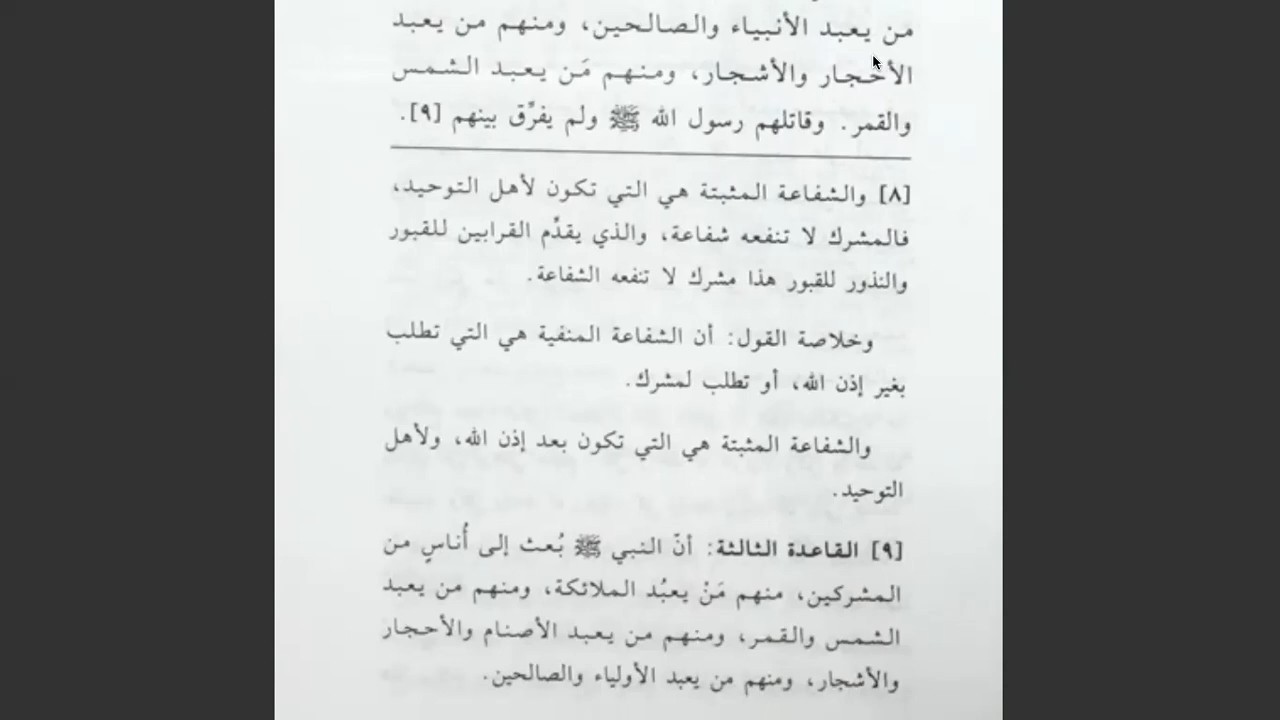 من يعبد الأنبياء والصالحين، ومنهم من يعبد
الأحجار والأشجار، ومنهم مَن يعبد الشمس
والقمر. وقاتلهم رسول الله ﷺ ولم يفرِّق بينهم [٩].
[٨] والشفاعة المثبتة هي التي تكون لأهل التوحيد،
فالمشرك لا تنفعه شفاعة، والذي يقدِّم القرابين للقبور
والنذور للقبور هذا مشرك لا تنفعه الشفاعة.
وخلاصة القول: أن الشفاعة المنفية هي التي تطلب
بغير إذن الله، أو تطلب لمشرك.
والشفاعة المثبتة هي التي تكون بعد إذن الله، ولأهل
التوحيد.
[٩] القاعدة الثالثة: أنّ النبي ﷺ بُعث إلى أُناسٍ من
المشركين، منهم مَنْ يعبُد الملائكة، ومنهم من يعبد
الشمس والقمر، ومنهم من يعبد الأصنام والأحجار
والأشجار، ومنهم من يعبد الأولياء والصالحين.